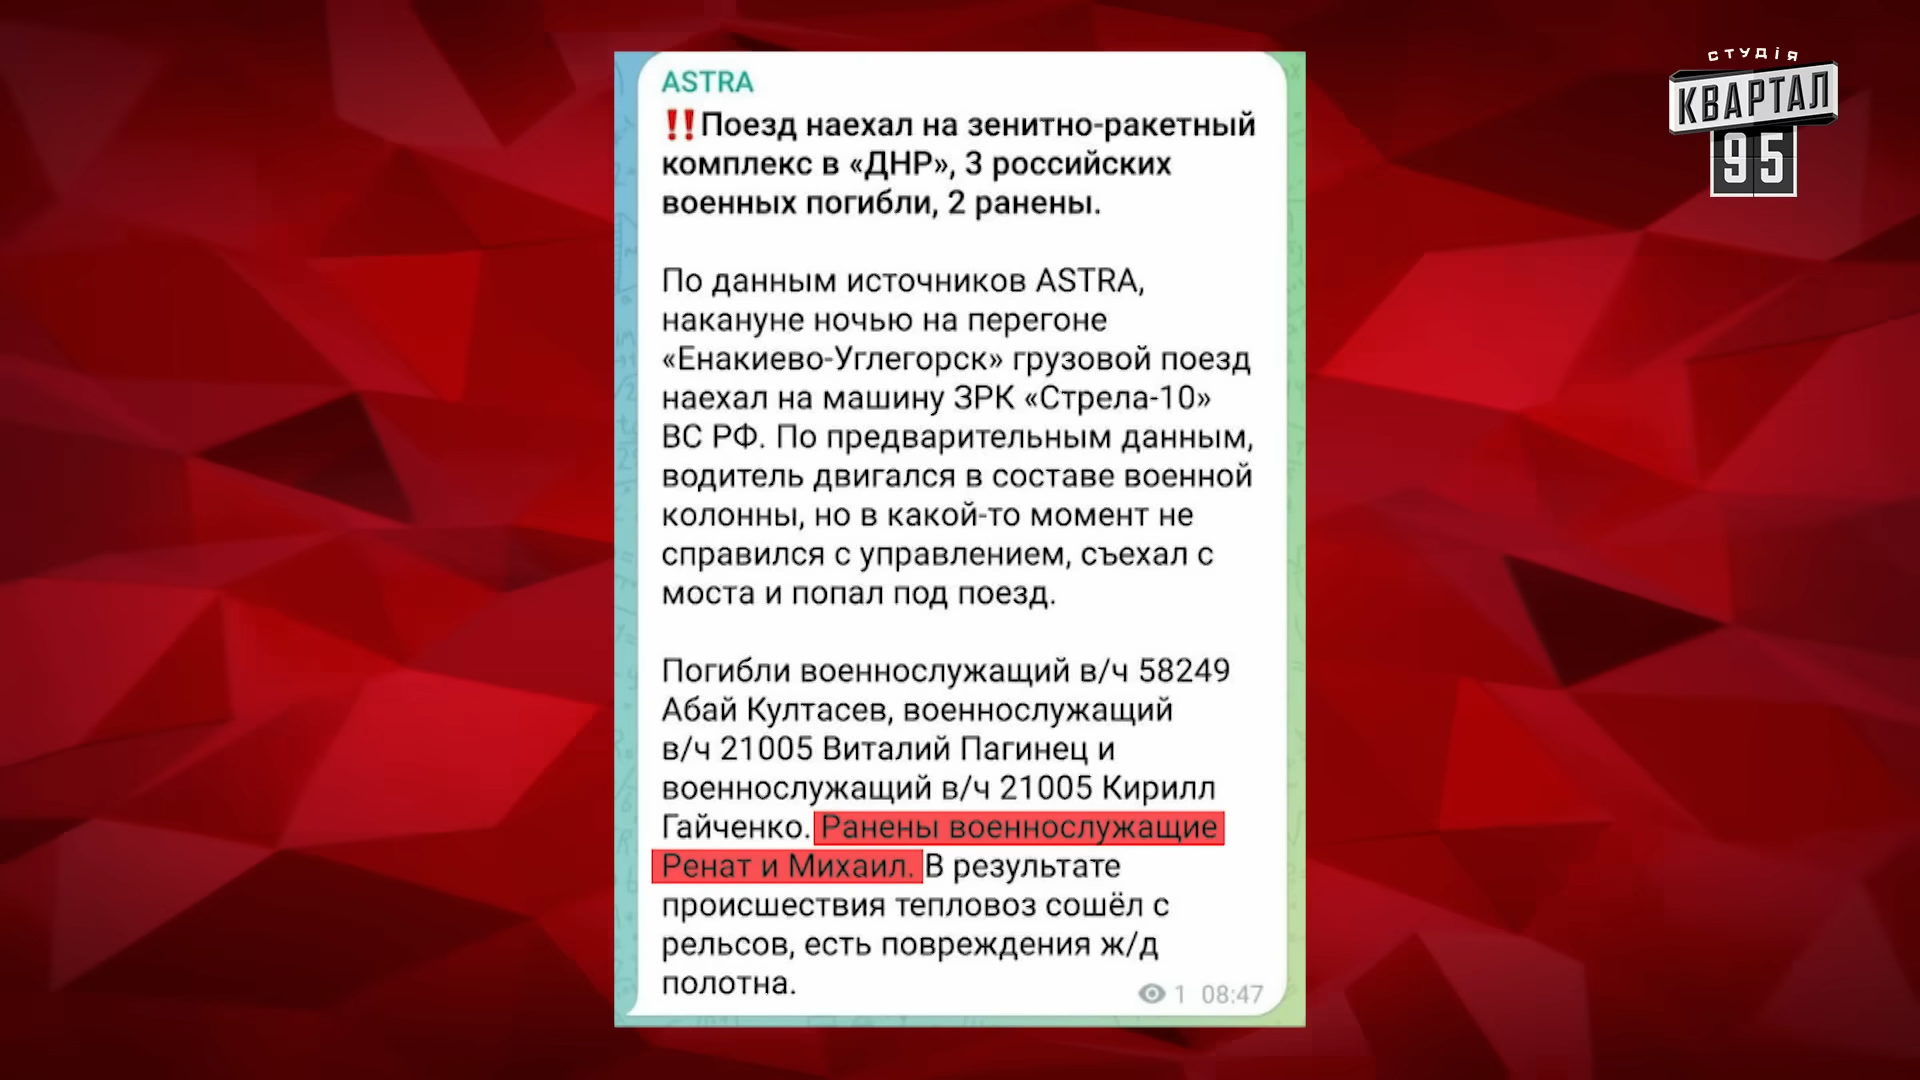 ASTRA
‼️Поезд наехал на зенитно-ракетный
комплекс в «ДНР», 3 российских
военных погибли, 2 ранены.
По данным источников ASTRA,
накануне ночью на перегоне
«Енакиево-Углегорск» грузовой поезд
наехал на машину ЗРК «Стрела-10»
ВС РФ. По предварительным данным,
водитель двигался в составе военной
колонны, но в какой-то момент не
справился с управлением, съехал с
моста и попал под поезд.
Погибли военнослужащий в/ч 58249
Абай Култасев, военнослужащий
в/ч 21005 Виталий Пагинец и
военнослужащий в/ч 21005 Кирилл
Гайченко. Ранены военнослужащие
Ренат и Михаил. В результате
происшествия тепловоз сошёл с
рельсов, есть повреждения ж/д
полотна.
1 08:47
СТУДІЯ
КВАРТАЛ
95